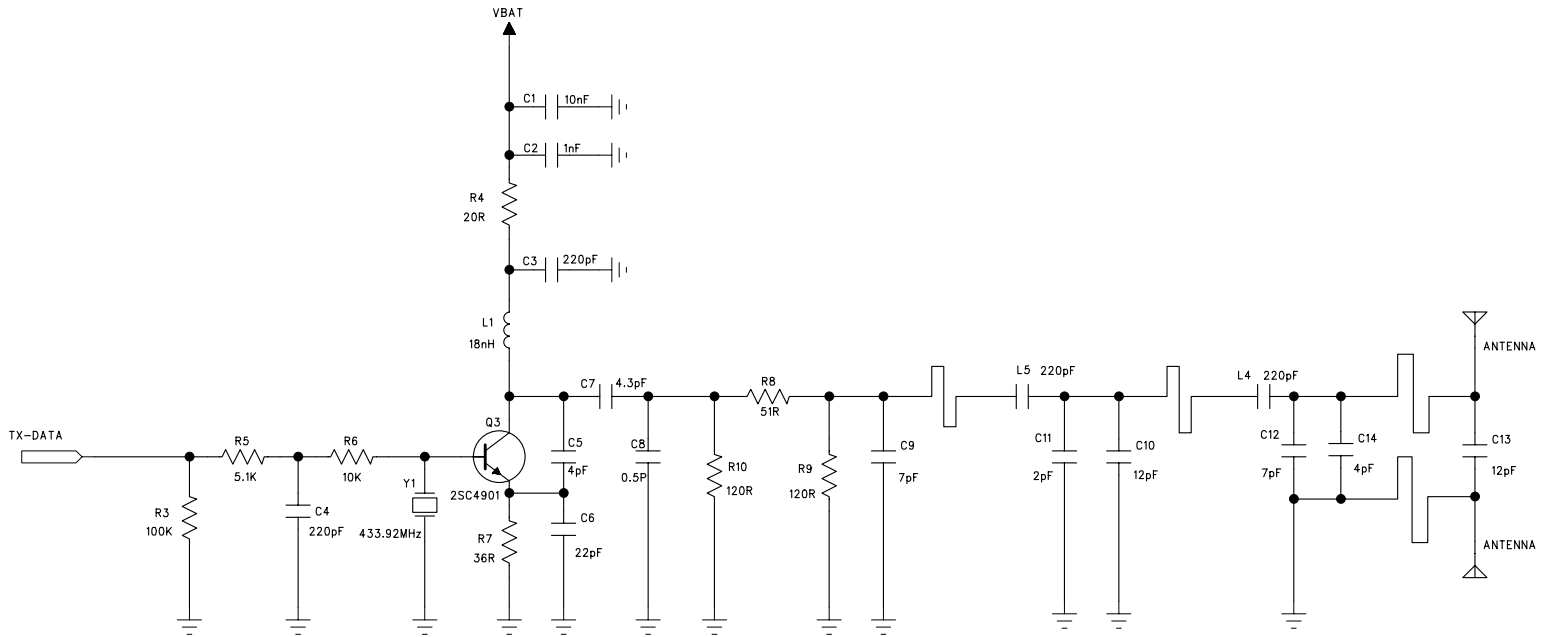 VBAT
C1 10nF
C2 1nF
R4
20R
C3 220pF
L1
18nH
C7 4.3pF
R8
51R
L5 220pF
L4 220pF
ANTENNA
TX-DATA
R5
5.1K
R6
10K
Q3
2SC4901
Y1
433.92MHz
R3
100K
C4
220pF
C5
4pF
C6
22pF
R7
36R
C8
0.5P
R10
120R
R9
120R
C9
7pF
C11
2pF
C10
12pF
C12
7pF
C14
4pF
C13
12pF
ANTENNA